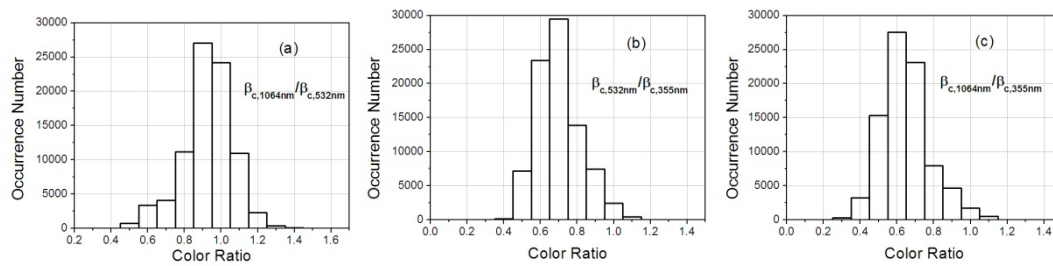 30000
25000
20000
15000
10000
5000
0
Occurrence Number
(a)
βc,1064nm/βc,532nm
0.2 0.4 0.6 0.8 1.0 1.2 1.4 1.6
Color Ratio
30000
25000
20000
15000
10000
5000
0
Occurrence Number
(b)
βc,532nm/βc,355nm
0.0 0.2 0.4 0.6 0.8 1.0 1.2 1.4
Color Ratio
30000
25000
20000
15000
10000
5000
0
Occurrence Number
(c)
βc,1064nm/βc,355nm
0.0 0.2 0.4 0.6 0.8 1.0 1.2 1.4
Color Ratio